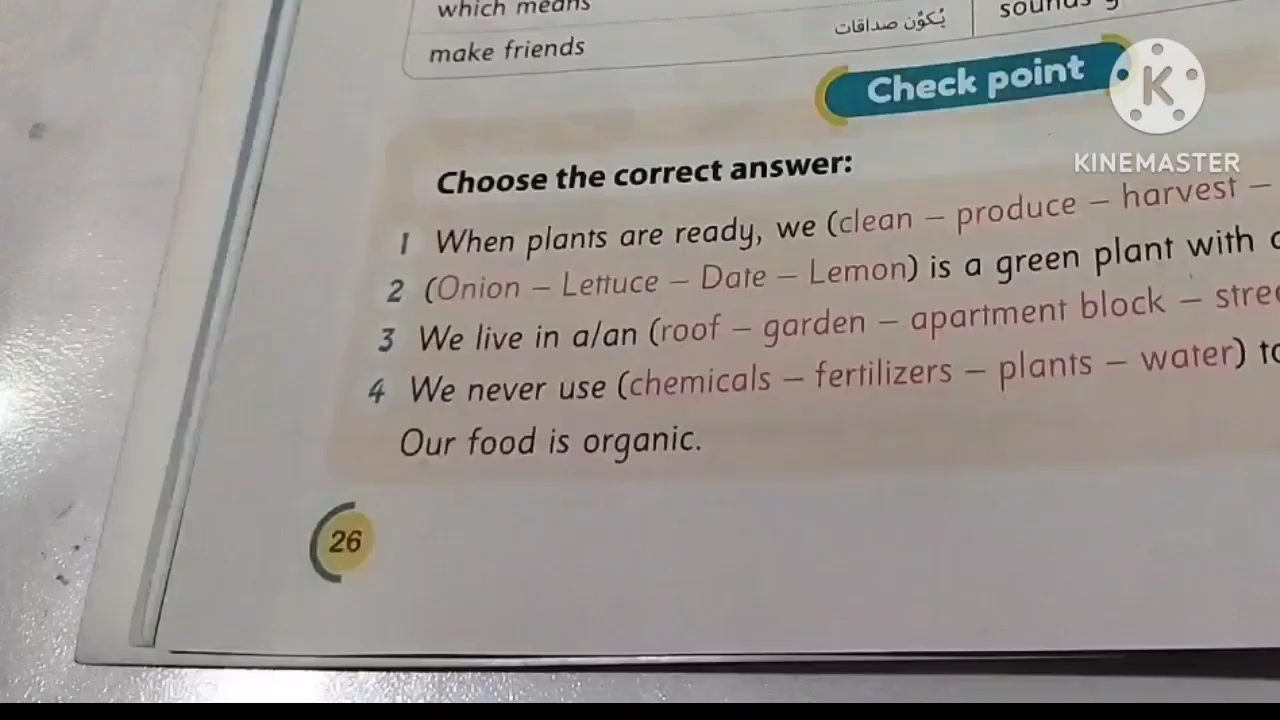 which means
sounds g
make friends
يُكوِّن صداقات
Check point
K
KINEMASTER
Choose the correct answer:
1 When plants are ready, we (clean – produce – harvest –
2 (Onion – Lettuce – Date – Lemon) is a green plant with
3 We live in a/an (roof – garden – apartment block –
4 We never use (chemicals – fertilizers – plants – water) to
Our food is organic.
26